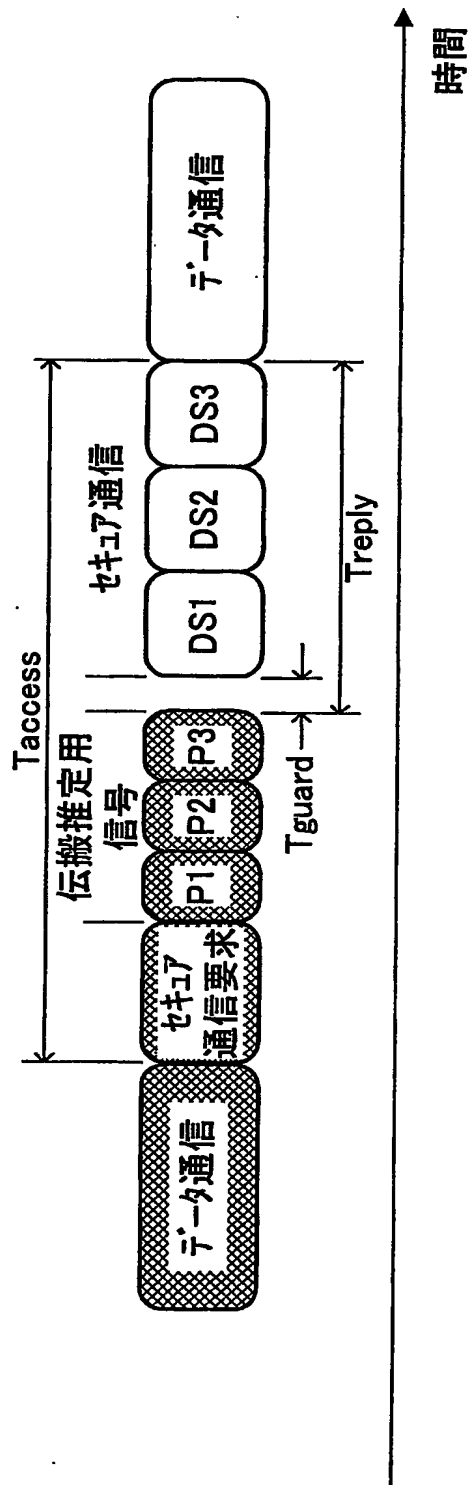 Taccess
伝搬推定用
信号
セキュア通信
データ通信
セキュア
通信要求
P1
P2
P3
DS1
DS2
DS3
データ通信
Tguard
Treply
時間